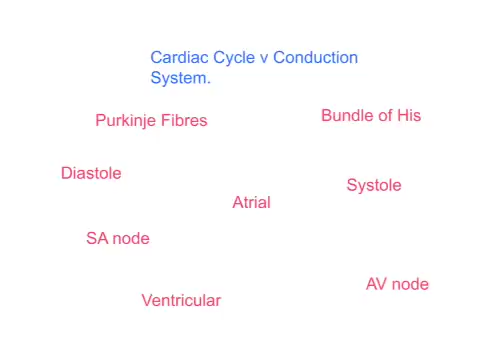 Cardiac Cycle v Conduction
System.
Purkinje Fibres
Bundle of His
Diastole
Systole
Atrial
SA node
AV node
Ventricular